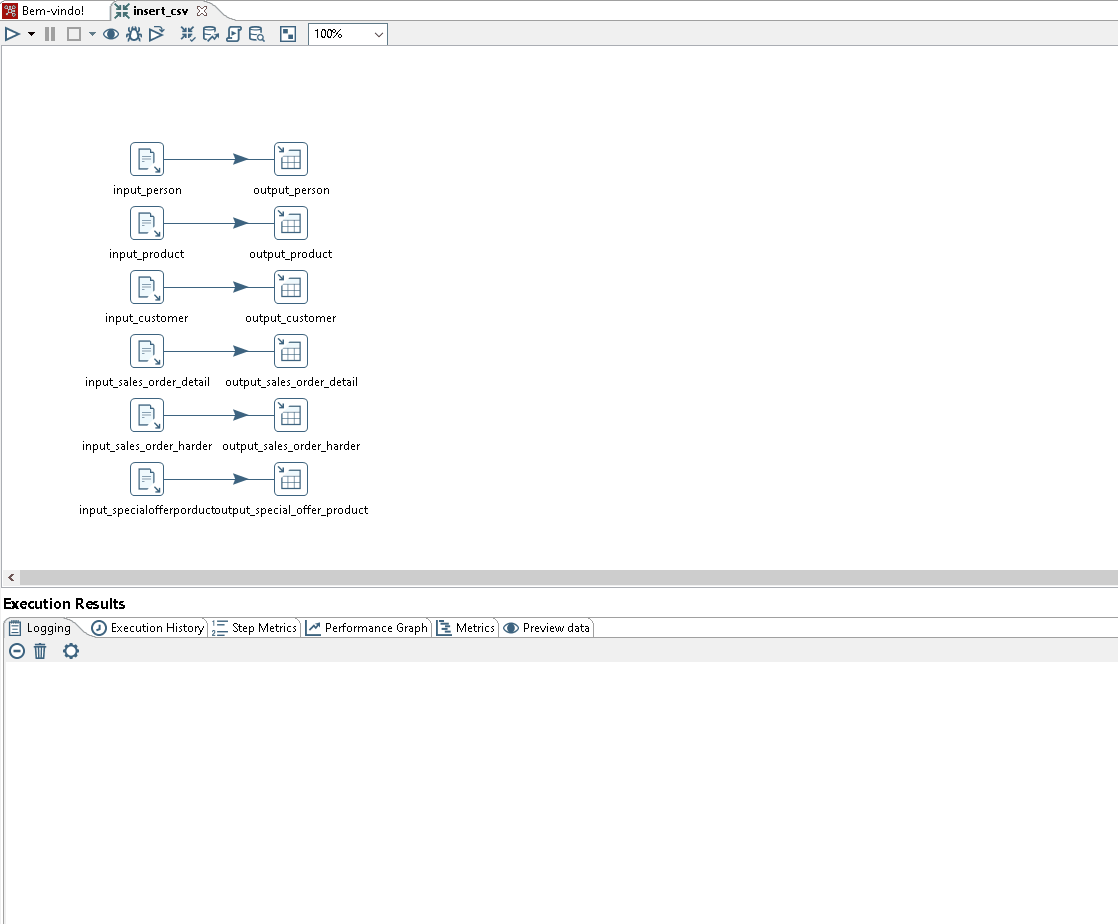 Bem-vindo!
insert_csv
100%
input_person
output_person
input_product
output_product
input_customer
output_customer
input_sales_order_detail
output_sales_order_detail
input_sales_order_harder
output_sales_order_harder
input_specialofferporduct
output_special_offer_product
Execution Results
Logging
Execution History
Step Metrics
Performance Graph
Metrics
Preview data